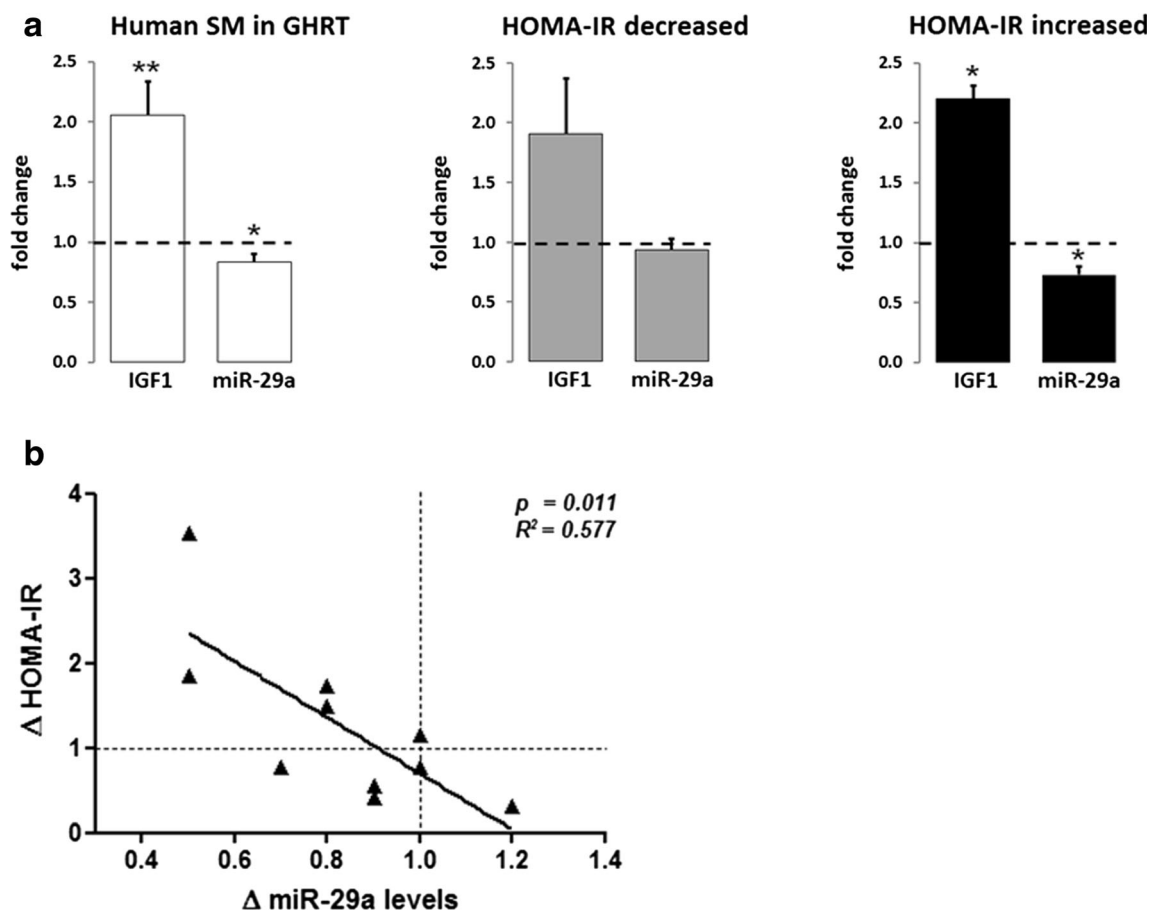 a
Human SM in GHRT
fold change
2.5
2.0
1.5
1.0
0.5
0.0
**
*
IGF1 miR-29a
HOMA-IR decreased
fold change
2.5
2.0
1.5
1.0
0.5
0.0
IGF1 miR-29a
HOMA-IR increased
fold change
2.5
2.0
1.5
1.0
0.5
0.0
*
*
IGF1 miR-29a
b
p = 0.011
R² = 0.577
Δ HOMA-IR
4
3
2
1
0
0.4 0.6 0.8 1.0 1.2 1.4
Δ miR-29a levels